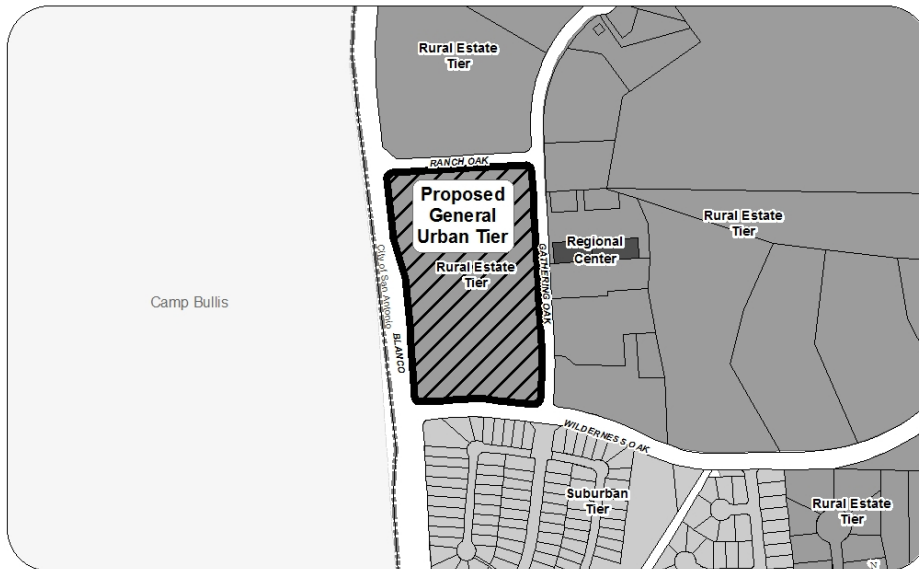 Rural Estate
Tier
RANCH OAK
Proposed
General
Urban Tier
Rural Estate
Tier
Regional
Center
Rural Estate
Tier
GATHERING OAK
City of San Antonio
BLANCO
Camp Bullis
WILDERNESS OAK
Suburban
Tier
Rural Estate
Tier